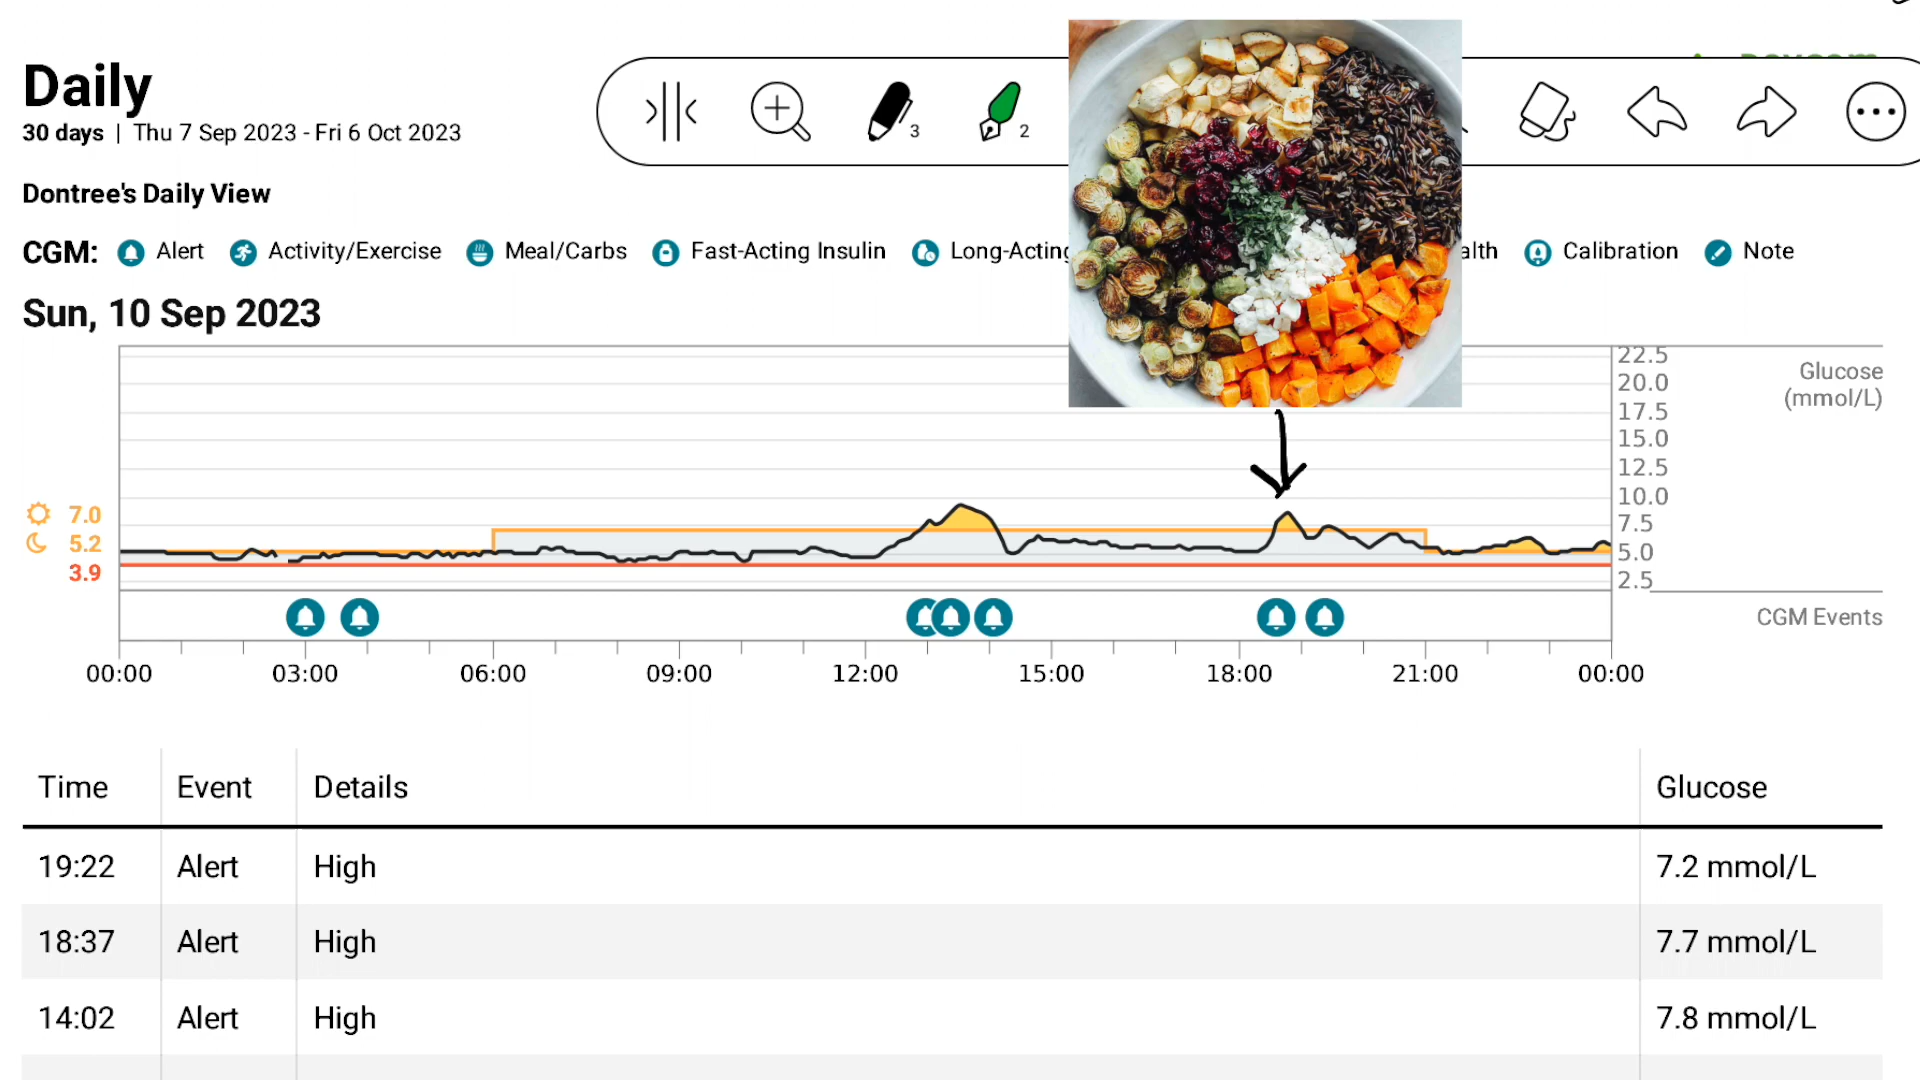 Daily
30 days | Thu 7 Sep 2023 - Fri 6 Oct 2023
3
2
Dontree's Daily View
CGM: Alert Activity/Exercise Meal/Carbs Fast-Acting Insulin Long-Acting Calibration Note
Sun, 10 Sep 2023
22.5
20.0
17.5
15.0
12.5
10.0
7.5
5.0
2.5
Glucose
(mmol/L)
7.0
5.2
3.9
CGM Events
00:00 03:00 06:00 09:00 12:00 15:00 18:00 21:00 00:00
Time Event Details Glucose
19:22 Alert High 7.2 mmol/L
18:37 Alert High 7.7 mmol/L
14:02 Alert High 7.8 mmol/L